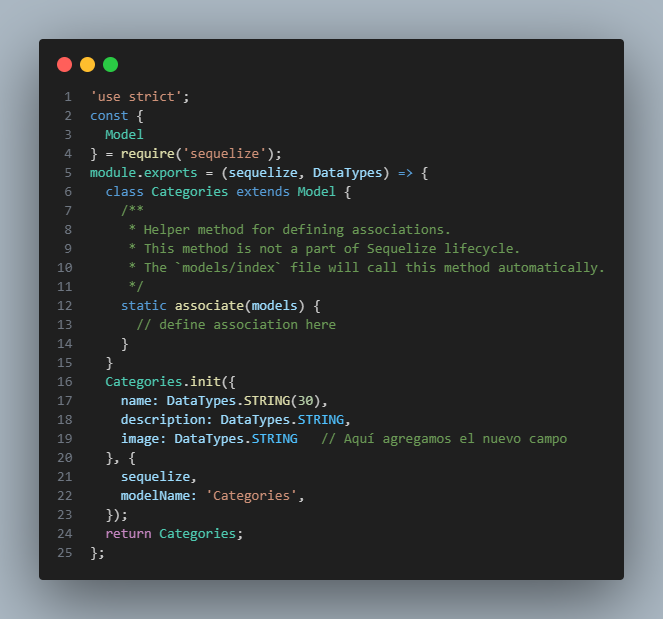 1 'use strict';
2 const {
3   Model
4 } = require('sequelize');
5 module.exports = (sequelize, DataTypes) => {
6   class Categories extends Model {
7     /**
8      * Helper method for defining associations.
9      * This method is not a part of Sequelize lifecycle.
10      * The `models/index` file will call this method automatically.
11      */
12     static associate(models) {
13       // define association here
14     }
15   }
16   Categories.init({
17     name: DataTypes.STRING(30),
18     description: DataTypes.STRING,
19     image: DataTypes.STRING   // Aquí agregamos el nuevo campo
20   }, {
21     sequelize,
22     modelName: 'Categories',
23   });
24   return Categories;
25 };